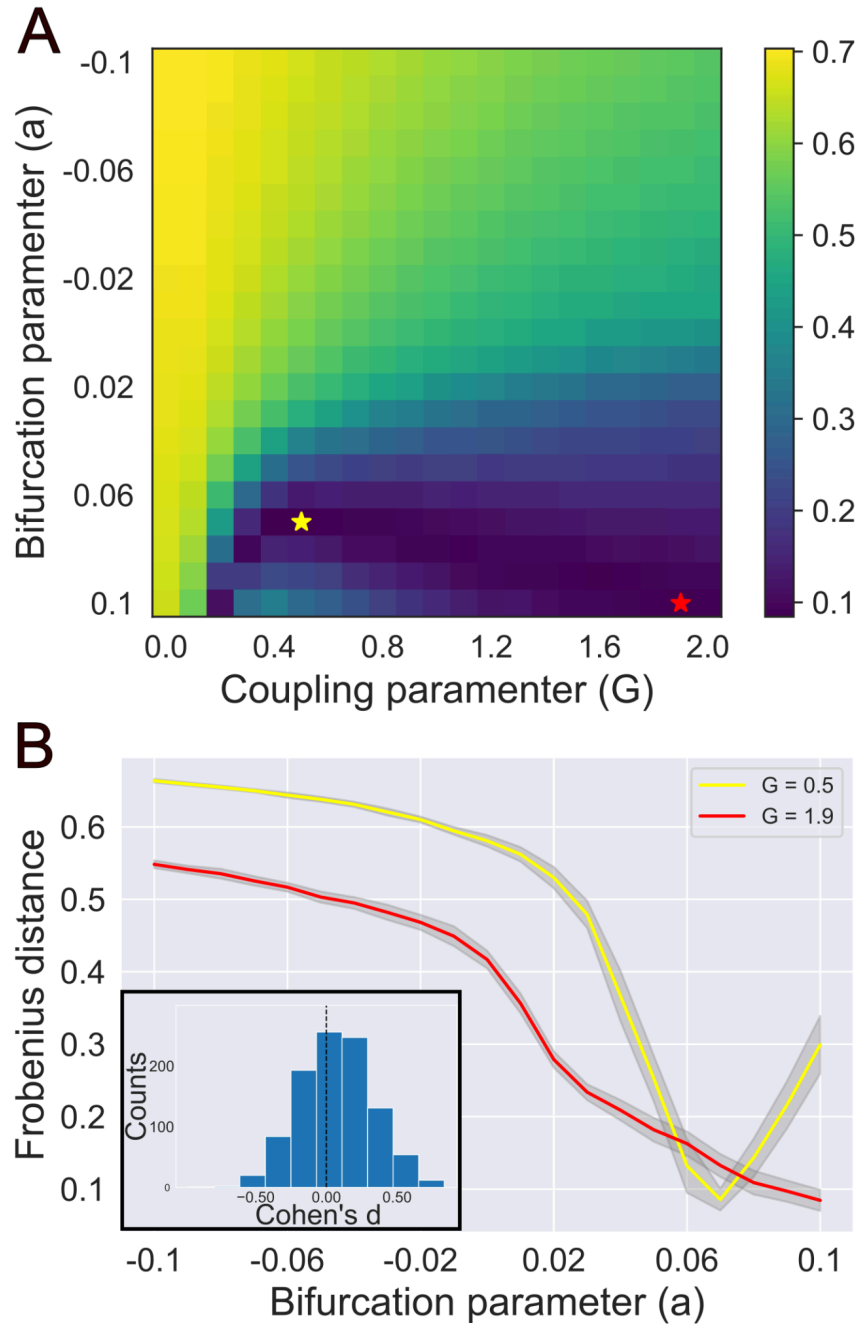 A
Bifurcation paramenter (a)
-0.1
-0.06
-0.02
0.02
0.06
0.1
0.0 0.4 0.8 1.2 1.6 2.0
Coupling paramenter (G)
0.7
0.6
0.5
0.4
0.3
0.2
0.1
B
Frobenius distance
0.6
0.5
0.4
0.3
0.2
0.1
G = 0.5
G = 1.9
Counts
200
100
0
−0.50 0.00 0.50
Cohen's d
-0.1 -0.06 -0.02 0.02 0.06 0.1
Bifurcation parameter (a)